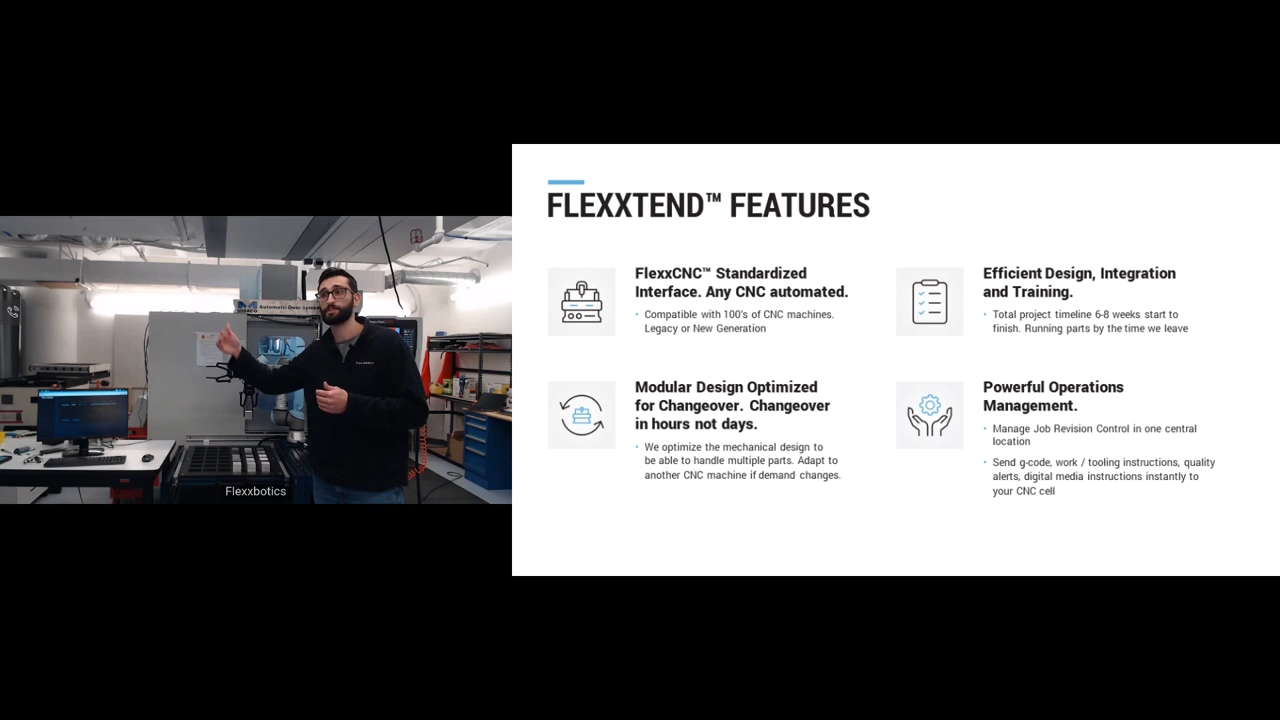 Automatic Door System
Flexxbotics
FLEXXTEND™ FEATURES
FlexxCNC™ Standardized
Interface. Any CNC automated.
• Compatible with 100's of CNC machines.
Legacy or New Generation
Modular Design Optimized
for Changeover. Changeover
in hours not days.
• We optimize the mechanical design to
be able to handle multiple parts. Adapt to
another CNC machine if demand changes.
Efficient Design, Integration
and Training.
• Total project timeline 6-8 weeks start to
finish. Running parts by the time we leave
Powerful Operations
Management.
• Manage Job Revision Control in one central
location
• Send g-code, work / tooling instructions, quality
alerts, digital media instructions instantly to
your CNC cell